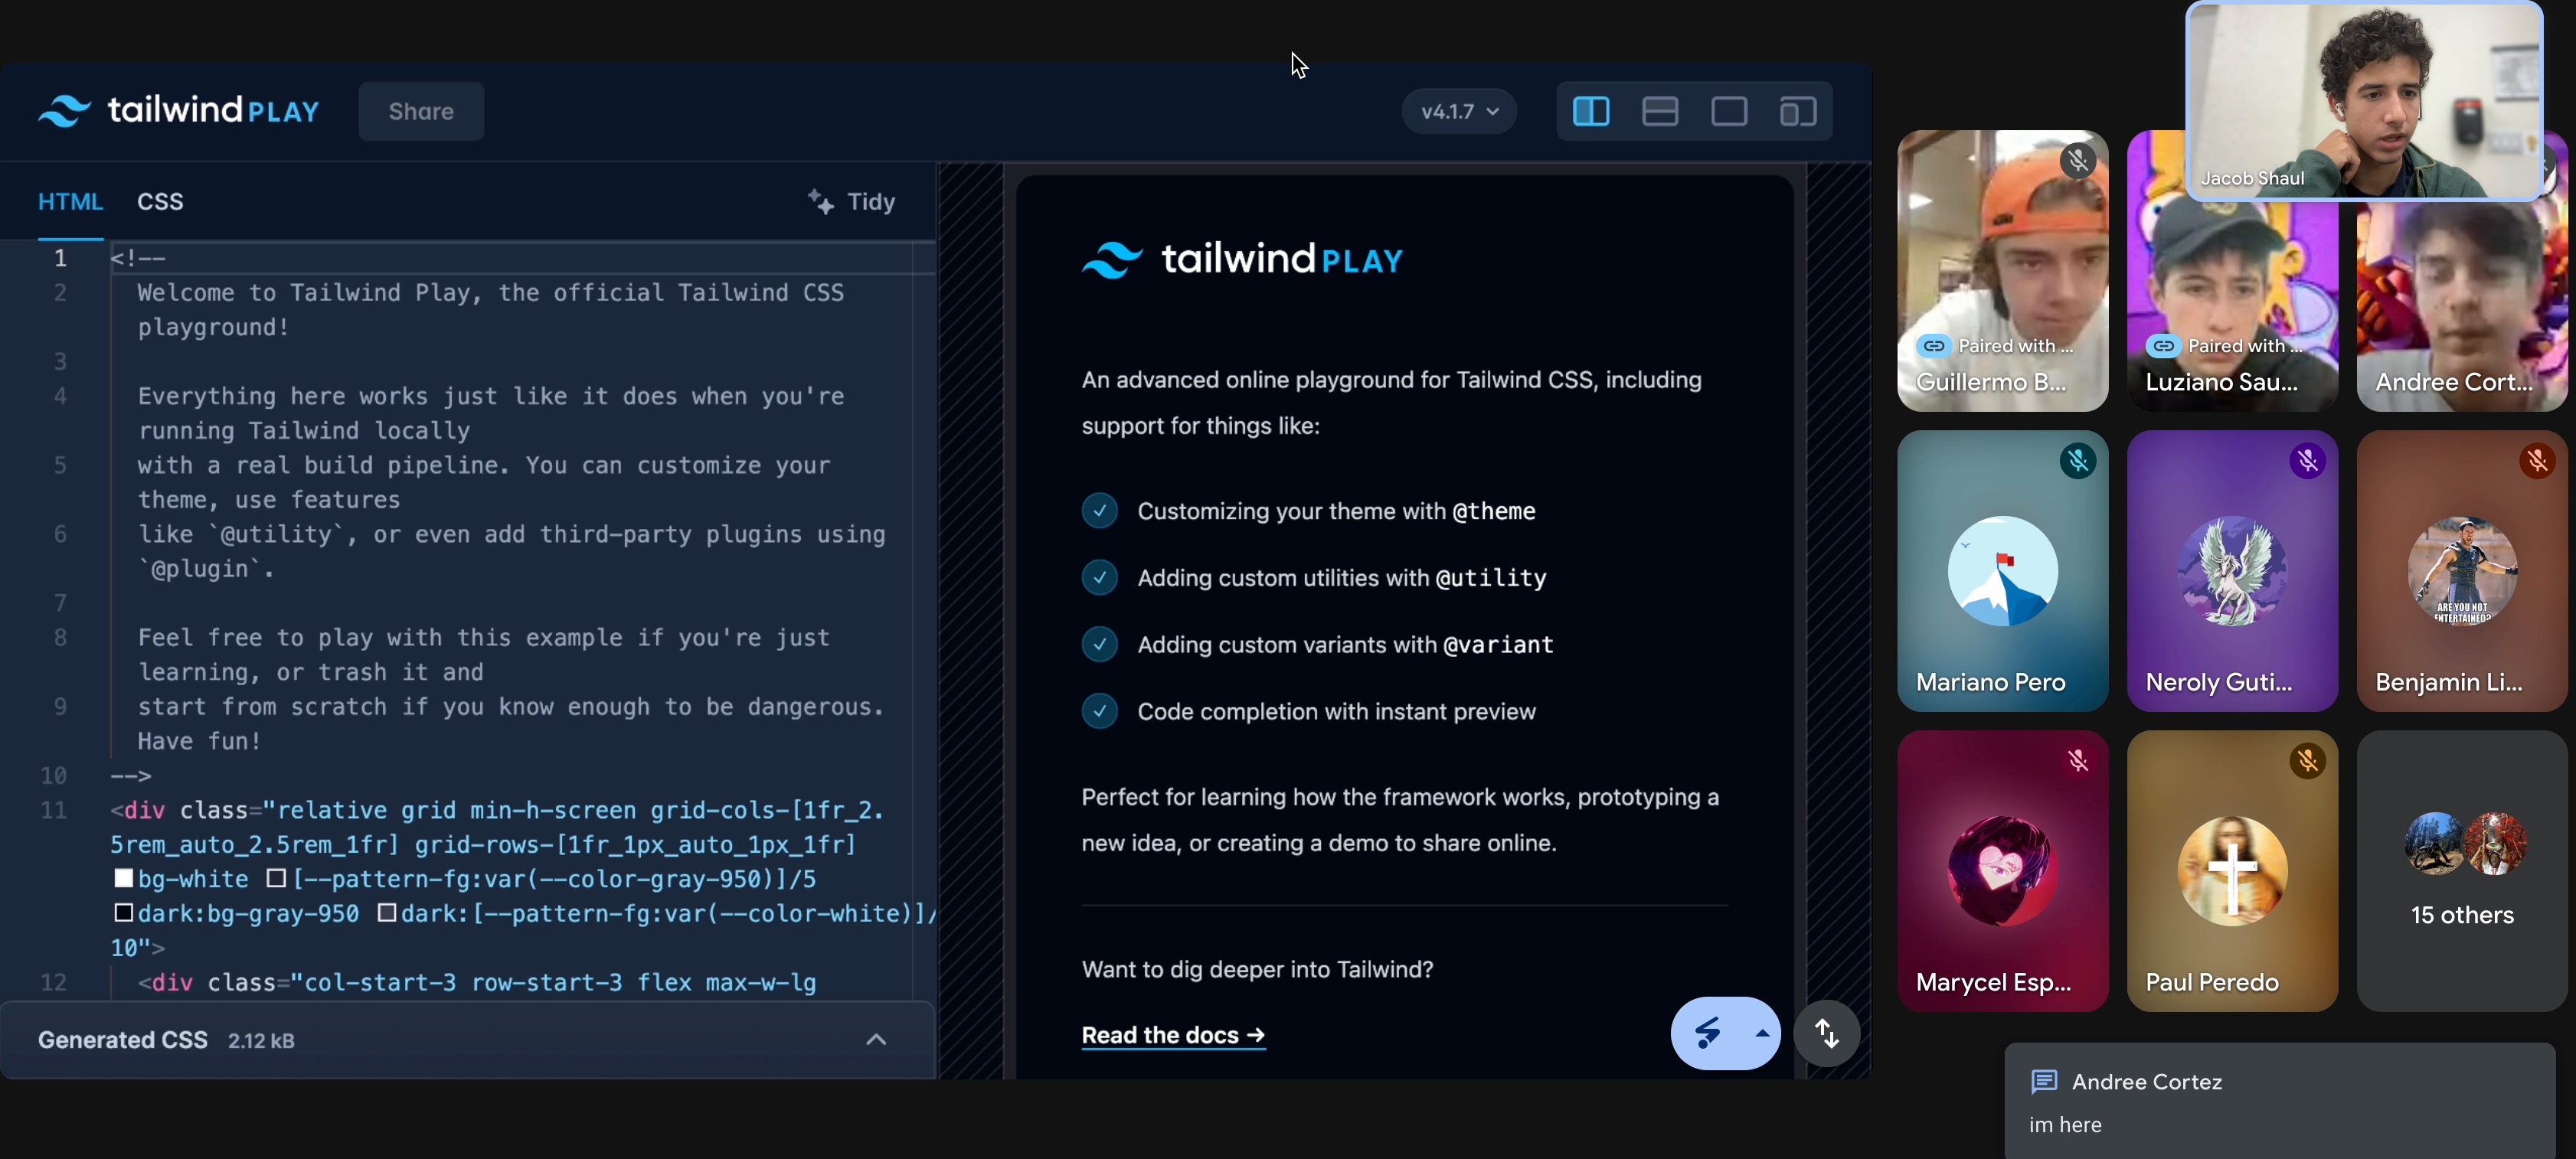 tailwind PLAY
Share
v4.1.7
HTML
CSS
Tidy
1 <!--
2 Welcome to Tailwind Play, the official Tailwind CSS
playground!
3
4 Everything here works just like it does when you're
running Tailwind locally
5 with a real build pipeline. You can customize your
theme, use features
6 like `@utility`, or even add third-party plugins using
`@plugin`.
7
8 Feel free to play with this example if you're just
learning, or trash it and
9 start from scratch if you know enough to be dangerous.
Have fun!
10 -->
11 <div class="relative grid min-h-screen grid-cols-[1fr_2.
5rem_auto_2.5rem_1fr] grid-rows-[1fr_1px_auto_1px_1fr]
bg-white [--pattern-fg:var(--color-gray-950)]/5
dark:bg-gray-950 dark:[--pattern-fg:var(--color-white)]/
10">
12 <div class="col-start-3 row-start-3 flex max-w-lg
Generated CSS 2.12 kB
tailwind PLAY
An advanced online playground for Tailwind CSS, including
support for things like:
Customizing your theme with @theme
Adding custom utilities with @utility
Adding custom variants with @variant
Code completion with instant preview
Perfect for learning how the framework works, prototyping a
new idea, or creating a demo to share online.
Want to dig deeper into Tailwind?
Read the docs →
Jacob Shaul
Paired with ...
Guillermo B...
Paired with ...
Luziano Sau...
Andree Cort...
Mariano Pero
Neroly Guti...
ARE YOU NOT
ENTERTAINED?
Benjamin Li...
Marycel Esp...
Paul Peredo
15 others
Andree Cortez
im here